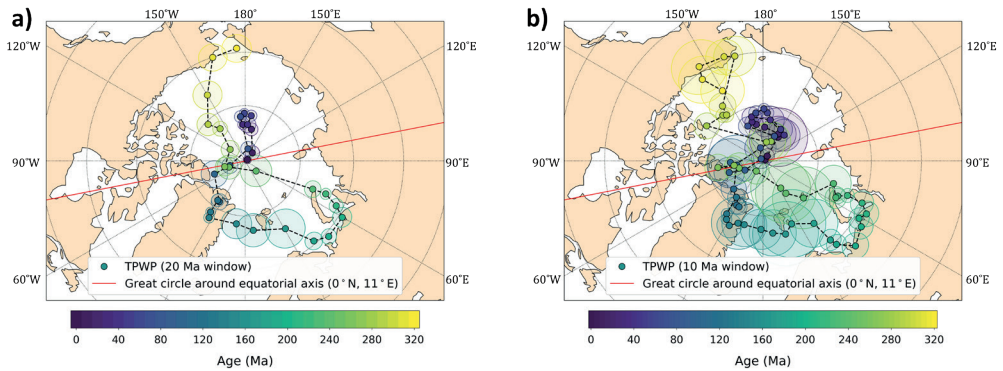 a)
150°W 180° 150°E
120°W 120°E
90°W 90°E
60°W 60°E
TPWP (20 Ma window)
Great circle around equatorial axis (0°N, 11°E)
0 40 80 120 160 200 240 280 320
Age (Ma)
b)
150°W 180° 150°E
120°W 120°E
90°W 90°E
60°W 60°E
TPWP (10 Ma window)
Great circle around equatorial axis (0°N, 11°E)
0 40 80 120 160 200 240 280 320
Age (Ma)